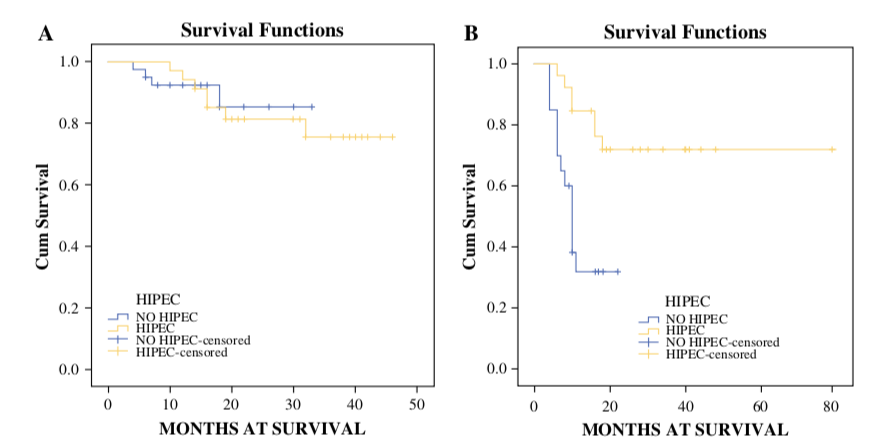 A
Survival Functions
Cum Survival
1.0
0.8
0.6
0.4
0.2
0.0
HIPEC
NO HIPEC
HIPEC
NO HIPEC-censored
HIPEC-censored
0 10 20 30 40 50
MONTHS AT SURVIVAL
B
Survival Functions
Cum Survival
1.0
0.8
0.6
0.4
0.2
0.0
HIPEC
NO HIPEC
HIPEC
NO HIPEC-censored
HIPEC-censored
0 20 40 60 80
MONTHS AT SURVIVAL